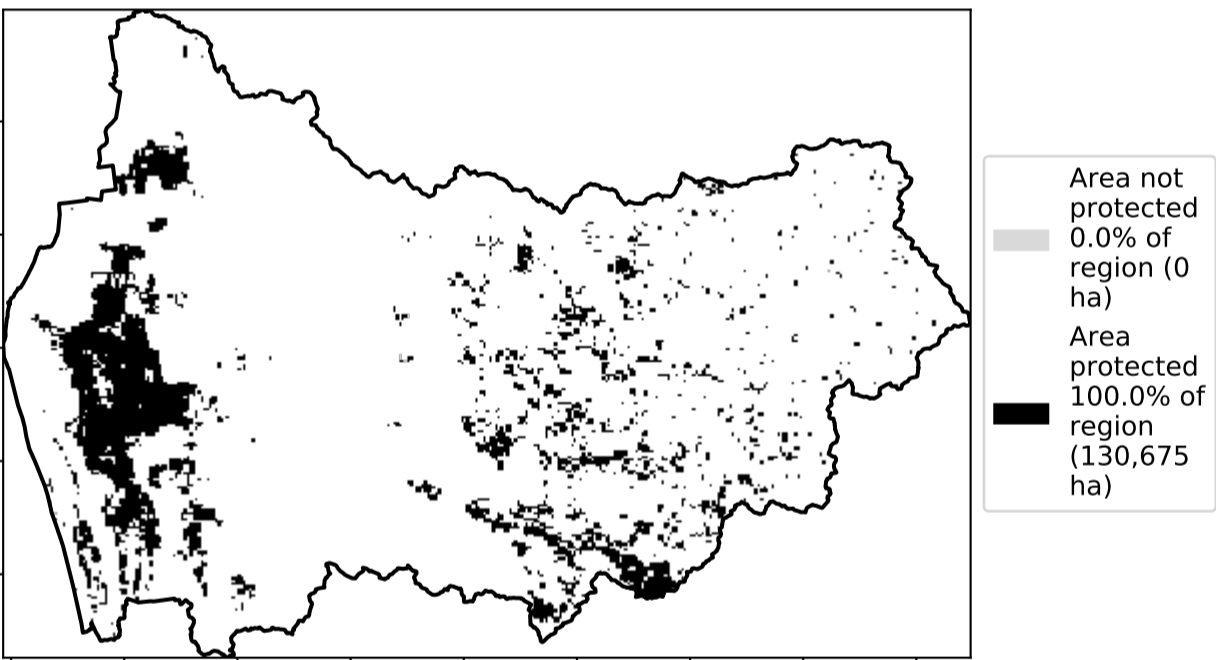 Area not
protected
0.0% of
region (0
ha)
Area
protected
100.0% of
region
(130,675
ha)